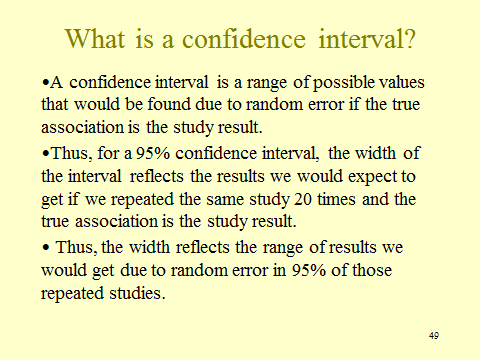 What is a confidence interval?
•A confidence interval is a range of possible values
that would be found due to random error if the true
association is the study result.
•Thus, for a 95% confidence interval, the width of
the interval reflects the results we would expect to
get if we repeated the same study 20 times and the
true association is the study result.
• Thus, the width reflects the range of results we
would get due to random error in 95% of those
repeated studies.
49